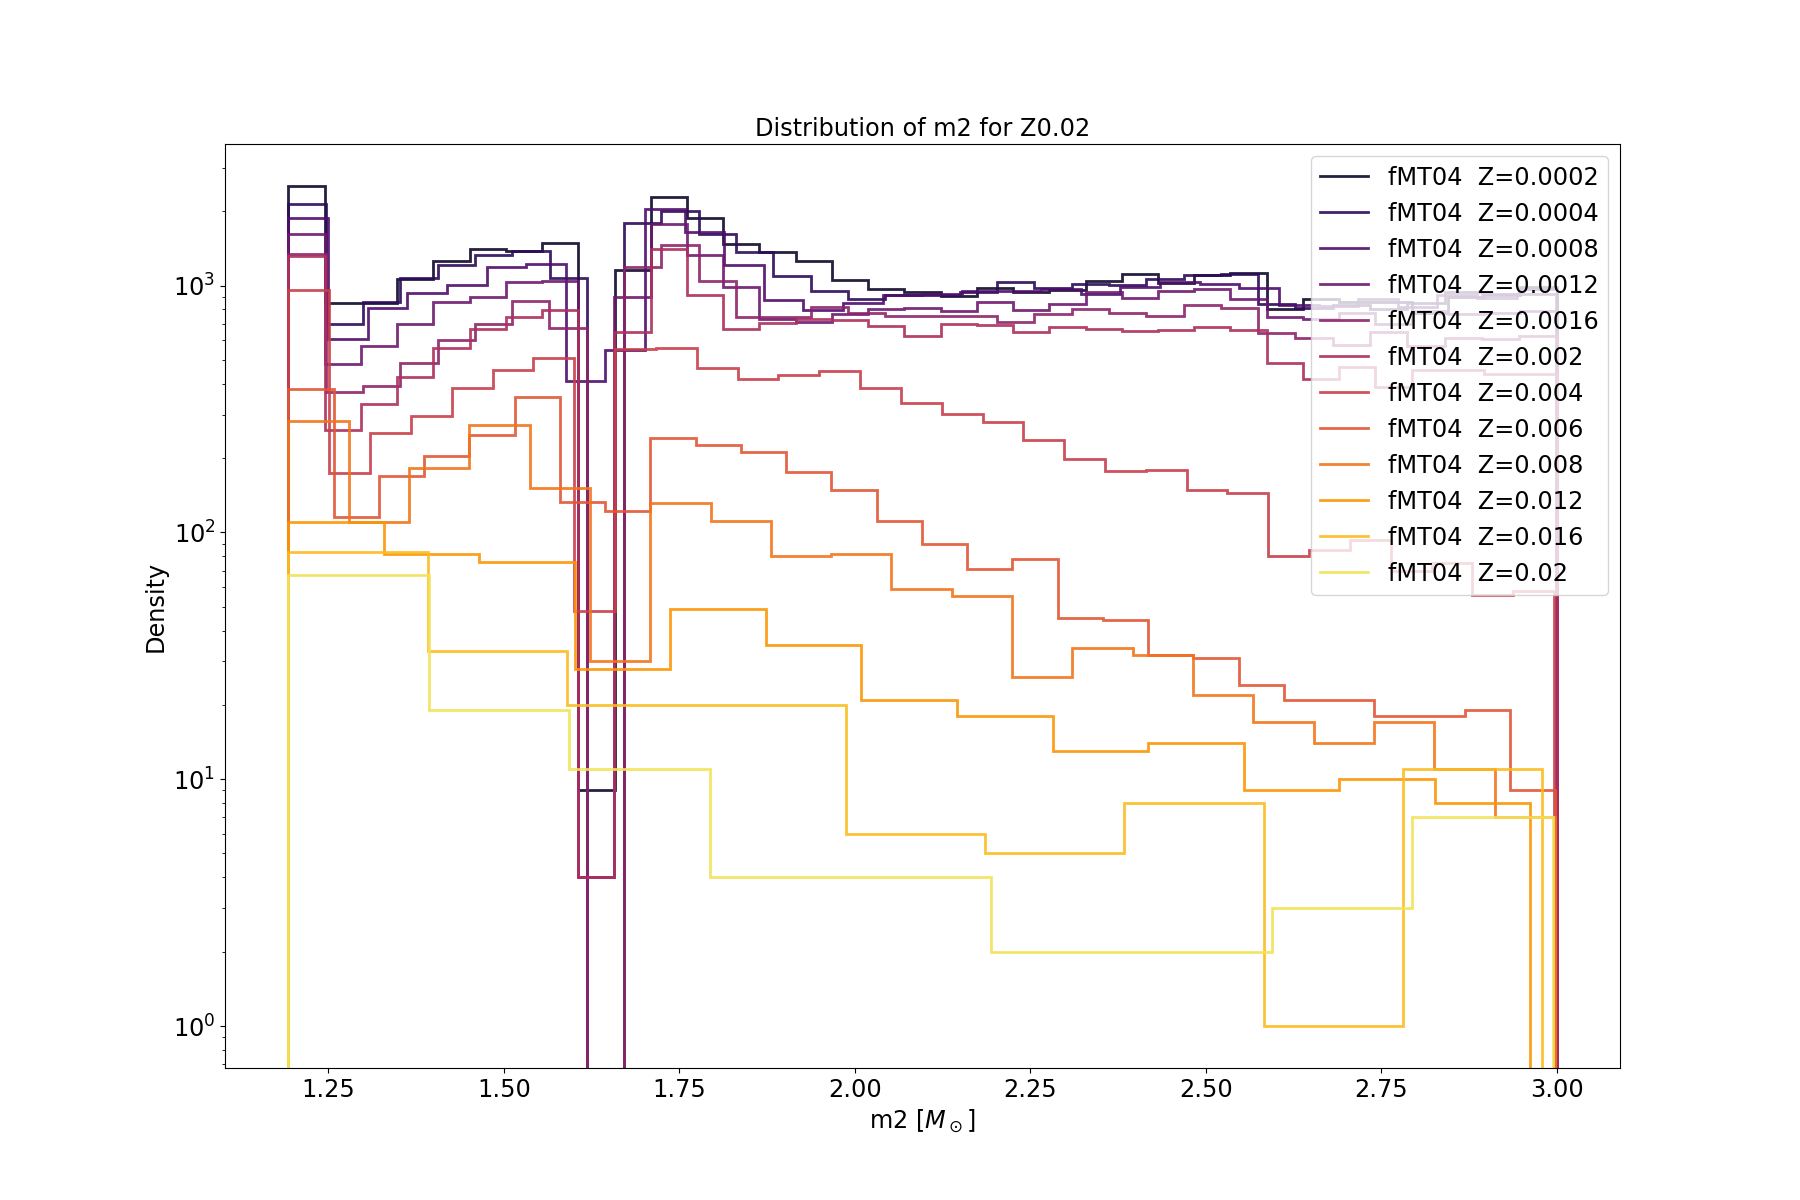 Distribution of m2 for Z0.02
fMT04 Z=0.0002
fMT04 Z=0.0004
fMT04 Z=0.0008
fMT04 Z=0.0012
fMT04 Z=0.0016
fMT04 Z=0.002
fMT04 Z=0.004
fMT04 Z=0.006
fMT04 Z=0.008
fMT04 Z=0.012
fMT04 Z=0.016
fMT04 Z=0.02
Density
10³
10²
10¹
10⁰
1.25 1.50 1.75 2.00 2.25 2.50 2.75 3.00
m2 [M_⊙]